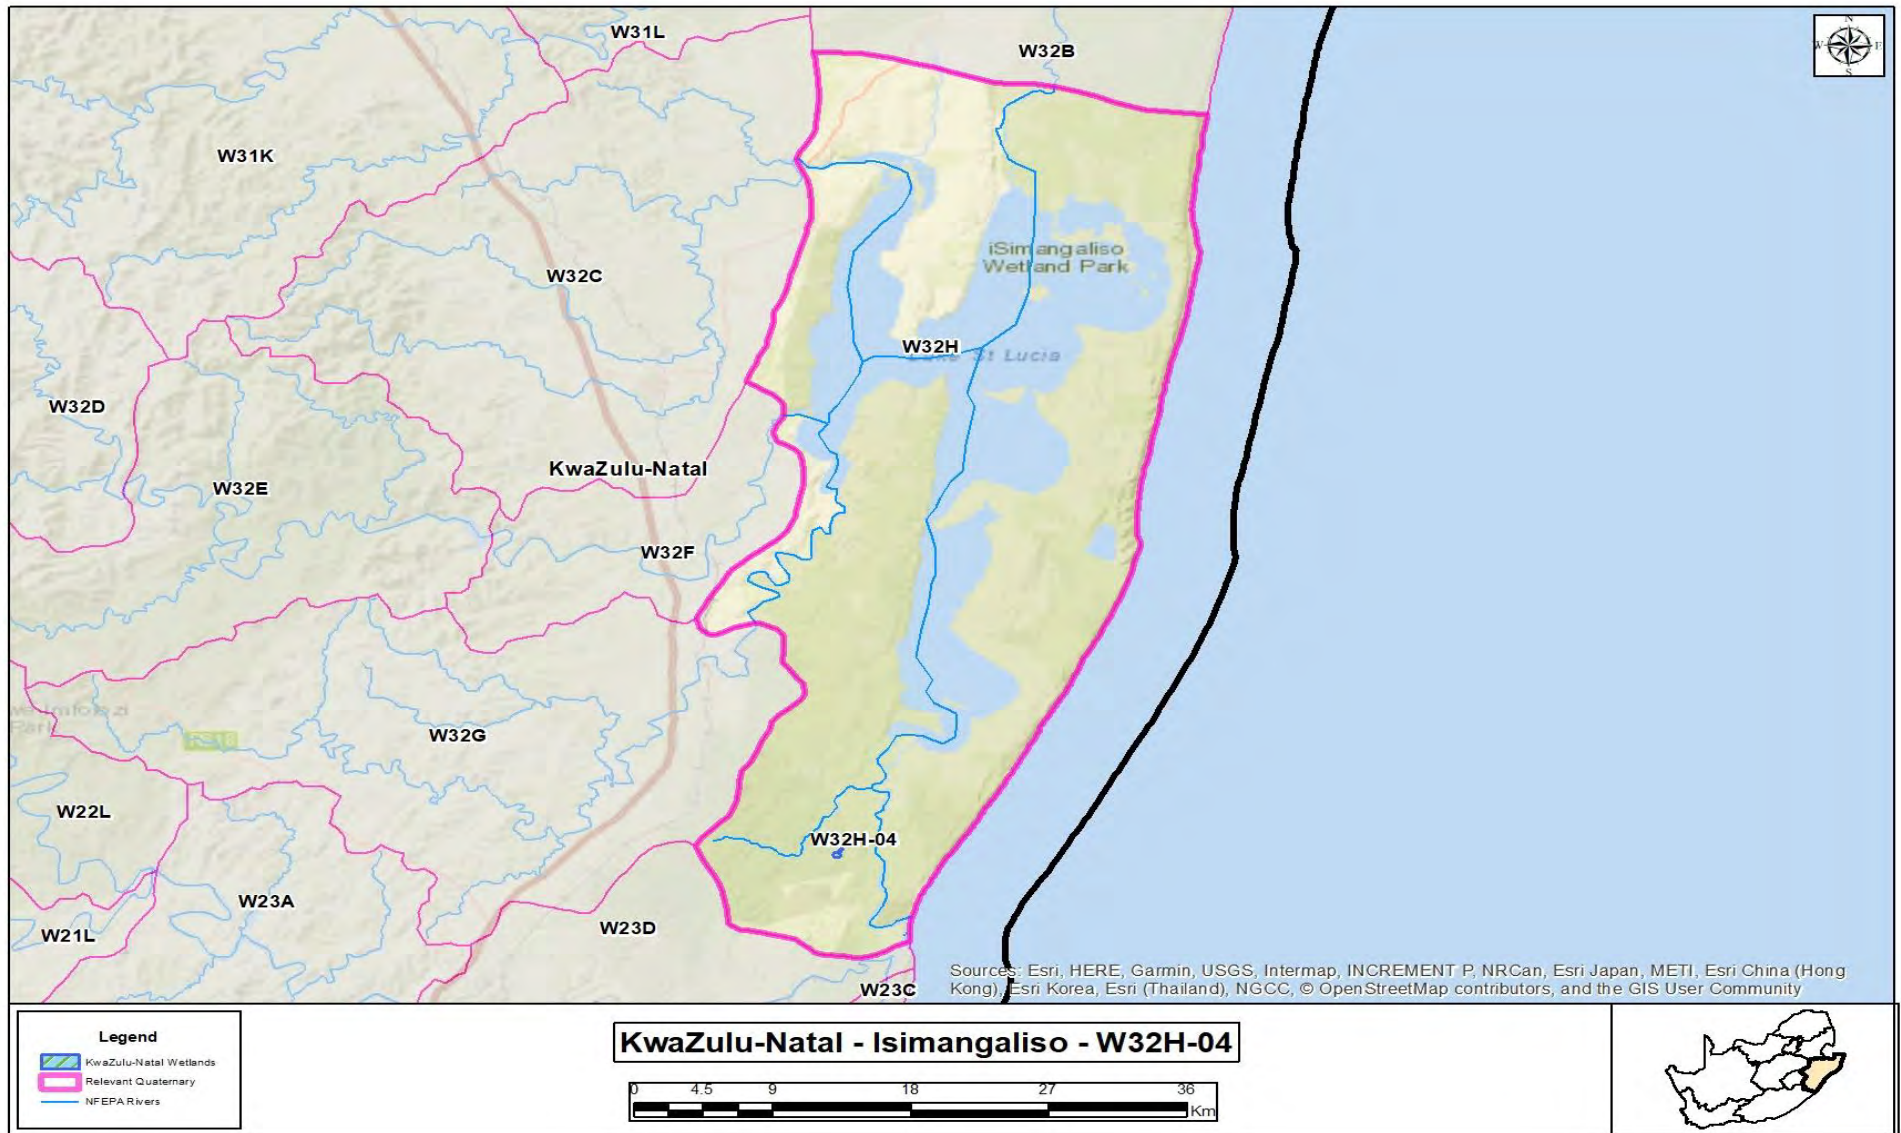 W31L
W32B
N
W E
S
W31K
iSimangaliso
Wetland Park
W32C
W32H
Lake St Lucia
W32D
KwaZulu-Natal
W32E
W32F
W32G
W22L
W32H-04
W23A
W21L
W23D
W23C
Sources: Esri, HERE, Garmin, USGS, Intermap, INCREMENT P, NRCan, Esri Japan, METI, Esri China (Hong
Kong), Esri Korea, Esri (Thailand), NGCC, © OpenStreetMap contributors, and the GIS User Community
Legend
KwaZulu-Natal Wetlands
Relevant Quaternary
NFEPA Rivers
KwaZulu-Natal - Isimangaliso - W32H-04
0 4.5 9 18 27 36
Km